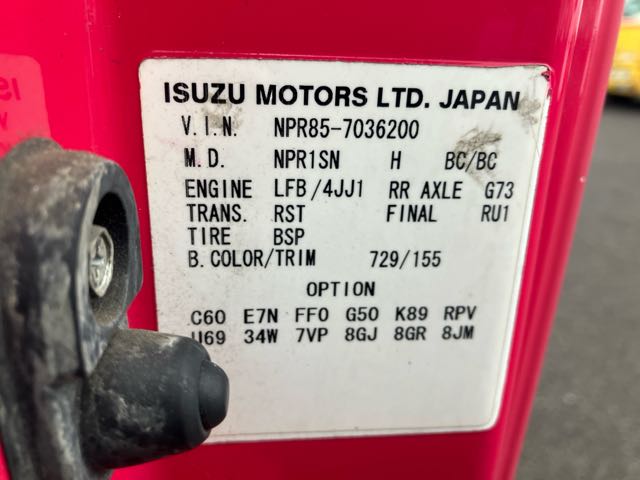 ISUZU MOTORS LTD. JAPAN
V.I.N. NPR85-7036200
M.D. NPR1SN H BC/BC
ENGINE LFB/4JJ1 RR AXLE G73
TRANS. RST FINAL RU1
TIRE BSP
B.COLOR/TRIM 729/155
OPTION
C60 E7N FF0 G50 K89 RPV
U69 34W 7VP 8GJ 8GR 8JM